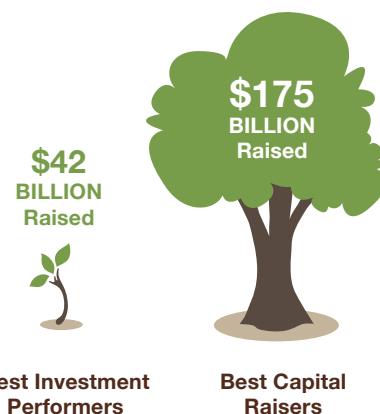 $175
BILLION
Raised
$42
BILLION
Raised
est Investment
Performers
Best Capital
Raisers